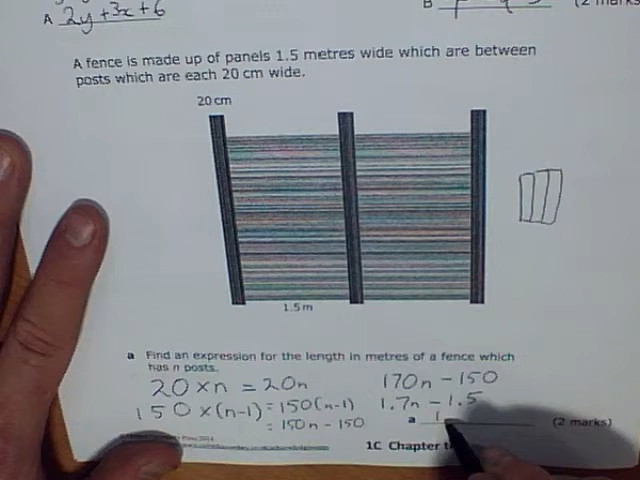 A 2y + 3x + 6
B
(2 marks
A fence is made up of panels 1.5 metres wide which are between
posts which are each 20 cm wide.
20 cm
1.5 m
a Find an expression for the length in metres of a fence which
has n posts.
20 × n = 20n
150 × (n-1) = 150(n-1)
= 150n - 150
170n - 150
1.7n - 1.5
a 1
(2 marks)
1C Chapter t